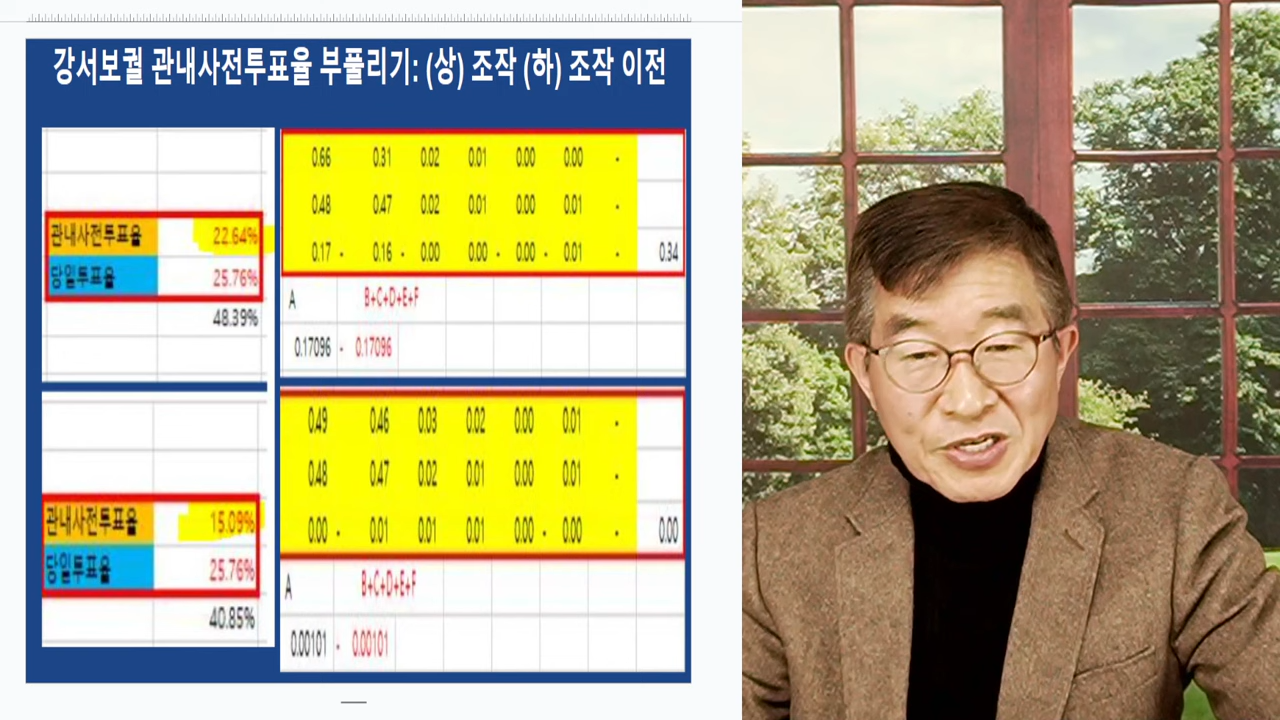 강서보궐 관내사전투표율 부풀리기: (상) 조작 (하) 조작 이전
관내사전투표율 22.64%
당일투표율 25.76%
48.39%
0.66 0.31 0.02 0.01 0.00 0.00 -
0.48 0.47 0.02 0.01 0.00 0.01 -
0.17 - 0.16 - 0.00 0.00 - 0.00 - 0.01 - 0.34
A B+C+D+E+F
0.17096 - 0.17096
관내사전투표율 15.09%
당일투표율 25.76%
40.85%
0.49 0.46 0.03 0.02 0.00 0.01 -
0.48 0.47 0.02 0.01 0.00 0.01 -
0.00 - 0.01 0.01 0.01 0.00 - 0.00 - 0.00
A B+C+D+E+F
0.00101 - 0.00101